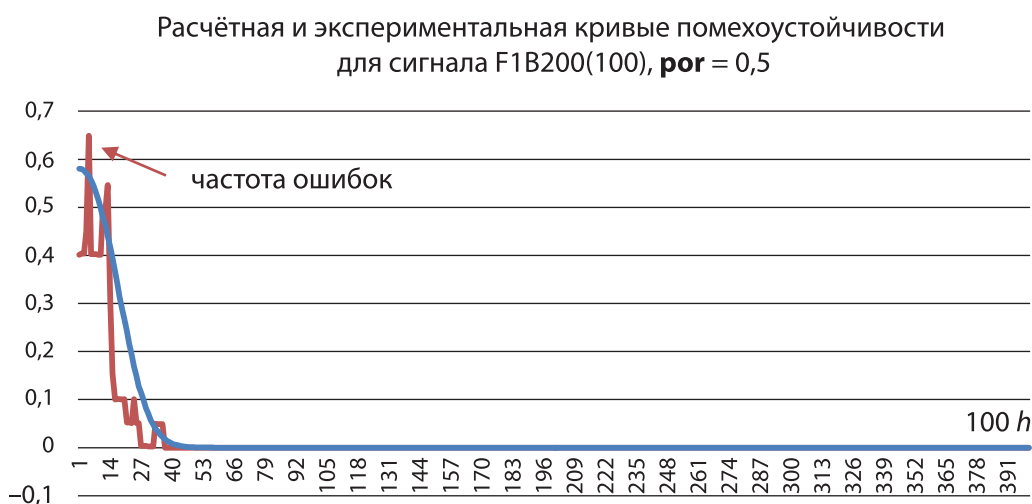 Расчётная и экспериментальная кривые помехоустойчивости
для сигнала F1B200(100), por = 0,5
0,7
0,6
частота ошибок
0,5
0,4
0,3
0,2
0,1
100 h
0
1 14 27 40 53 66 79 92 105 118 131 144 157 170 183 196 209 222 235 248 261 274 287 300 313 326 339 352 365 378 391
–0,1